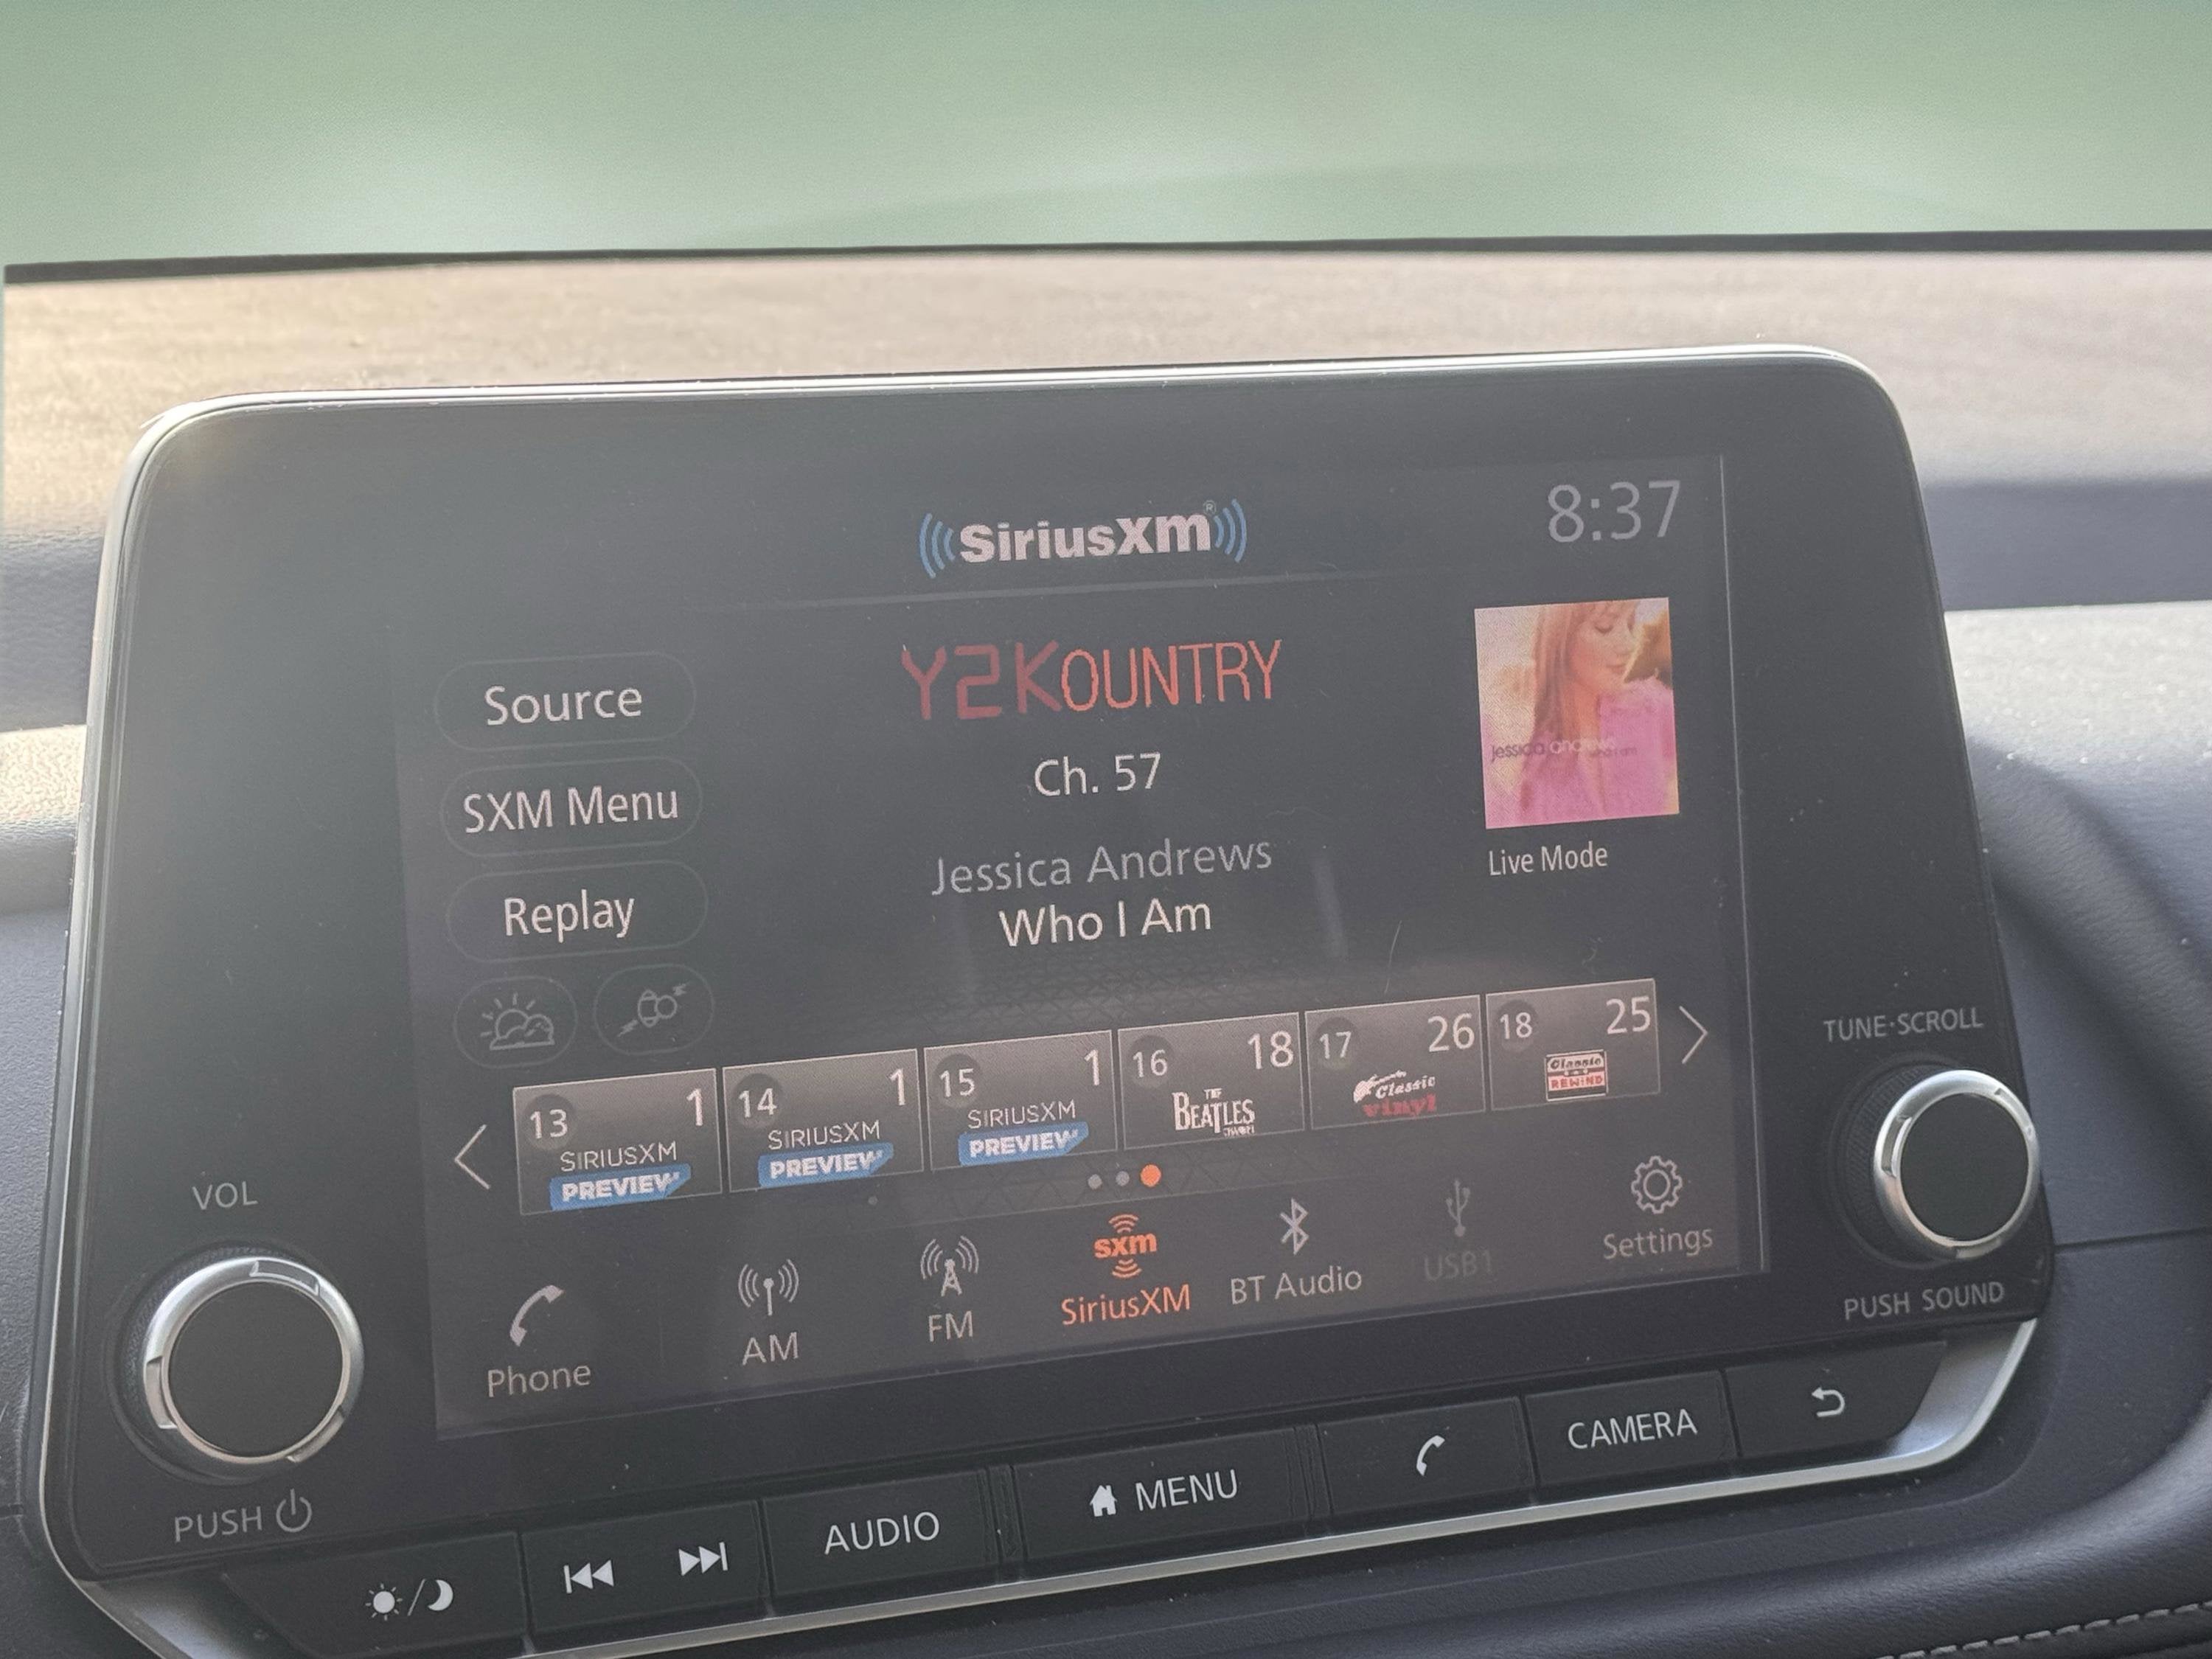 SiriusXm®
8:37
Y2KOUNTRY
Source
Ch. 57
jessica andrews
SXM Menu
Jessica Andrews
Live Mode
Replay
Who I Am
13 1
SIRIUSXM
PREVIEW
14 1
SIRIUSXM
PREVIEW
15 1
SIRIUSXM
PREVIEW
16 18
THE
BEATLES
17 26
Classic
vinyl
18 25
Classic
REWIND
TUNE·SCROLL
VOL
Phone
AM
FM
sxm
SiriusXM
BT Audio
USB1
Settings
PUSH SOUND
PUSH
AUDIO
MENU
CAMERA